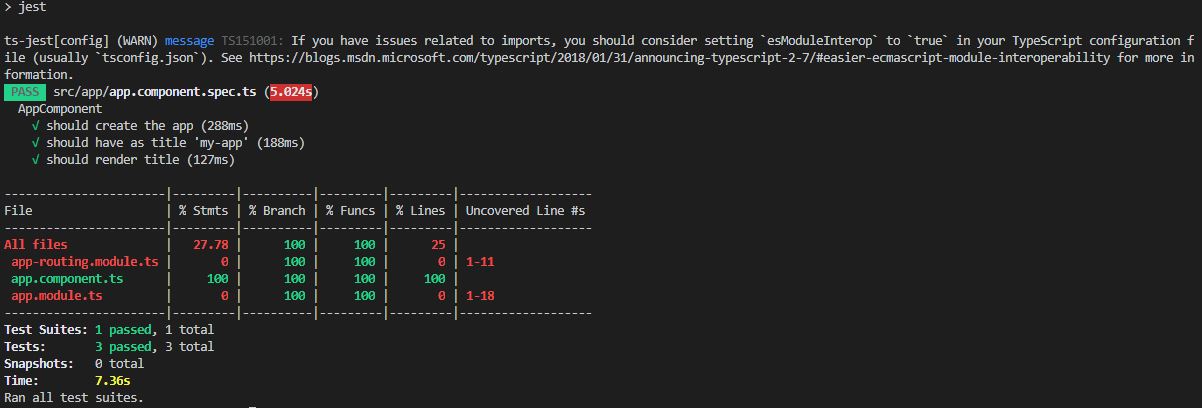 > jest
ts-jest[config] (WARN) message TS151001: If you have issues related to imports, you should consider setting `esModuleInterop` to `true` in your TypeScript configuration f
ile (usually `tsconfig.json`). See https://blogs.msdn.microsoft.com/typescript/2018/01/31/announcing-typescript-2-7/#easier-ecmascript-module-interoperability for more in
formation.
PASS src/app/app.component.spec.ts (5.024s)
AppComponent
√ should create the app (288ms)
√ should have as title 'my-app' (188ms)
√ should render title (127ms)
-----------------------|---------|----------|---------|---------|-------------------
File                   | % Stmts | % Branch | % Funcs | % Lines | Uncovered Line #s
-----------------------|---------|----------|---------|---------|-------------------
All files              |   27.78 |      100 |     100 |      25 |
 app-routing.module.ts |       0 |      100 |     100 |       0 | 1-11
 app.component.ts      |     100 |      100 |     100 |     100 |
 app.module.ts         |       0 |      100 |     100 |       0 | 1-18
-----------------------|---------|----------|---------|---------|-------------------
Test Suites: 1 passed, 1 total
Tests:       3 passed, 3 total
Snapshots:   0 total
Time:        7.36s
Ran all test suites.